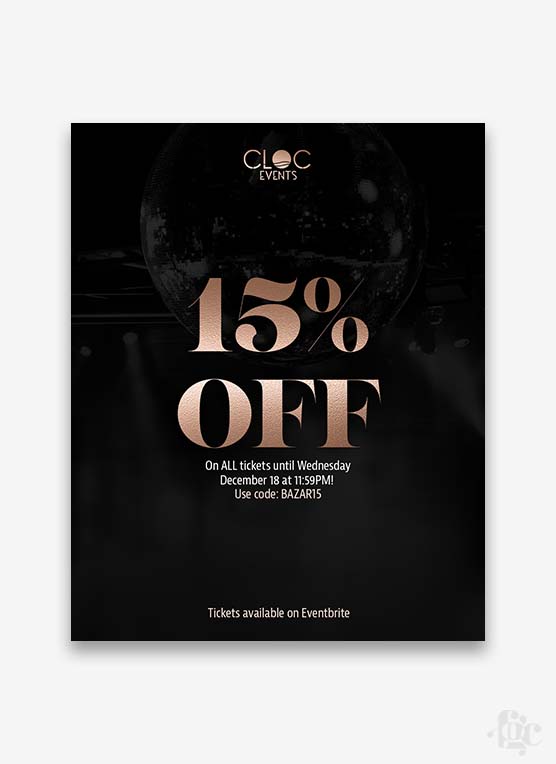 CLOC
EVENTS
15%
OFF
On ALL tickets until Wednesday
December 18 at 11:59PM!
Use code: BAZAR15
Tickets available on Eventbrite